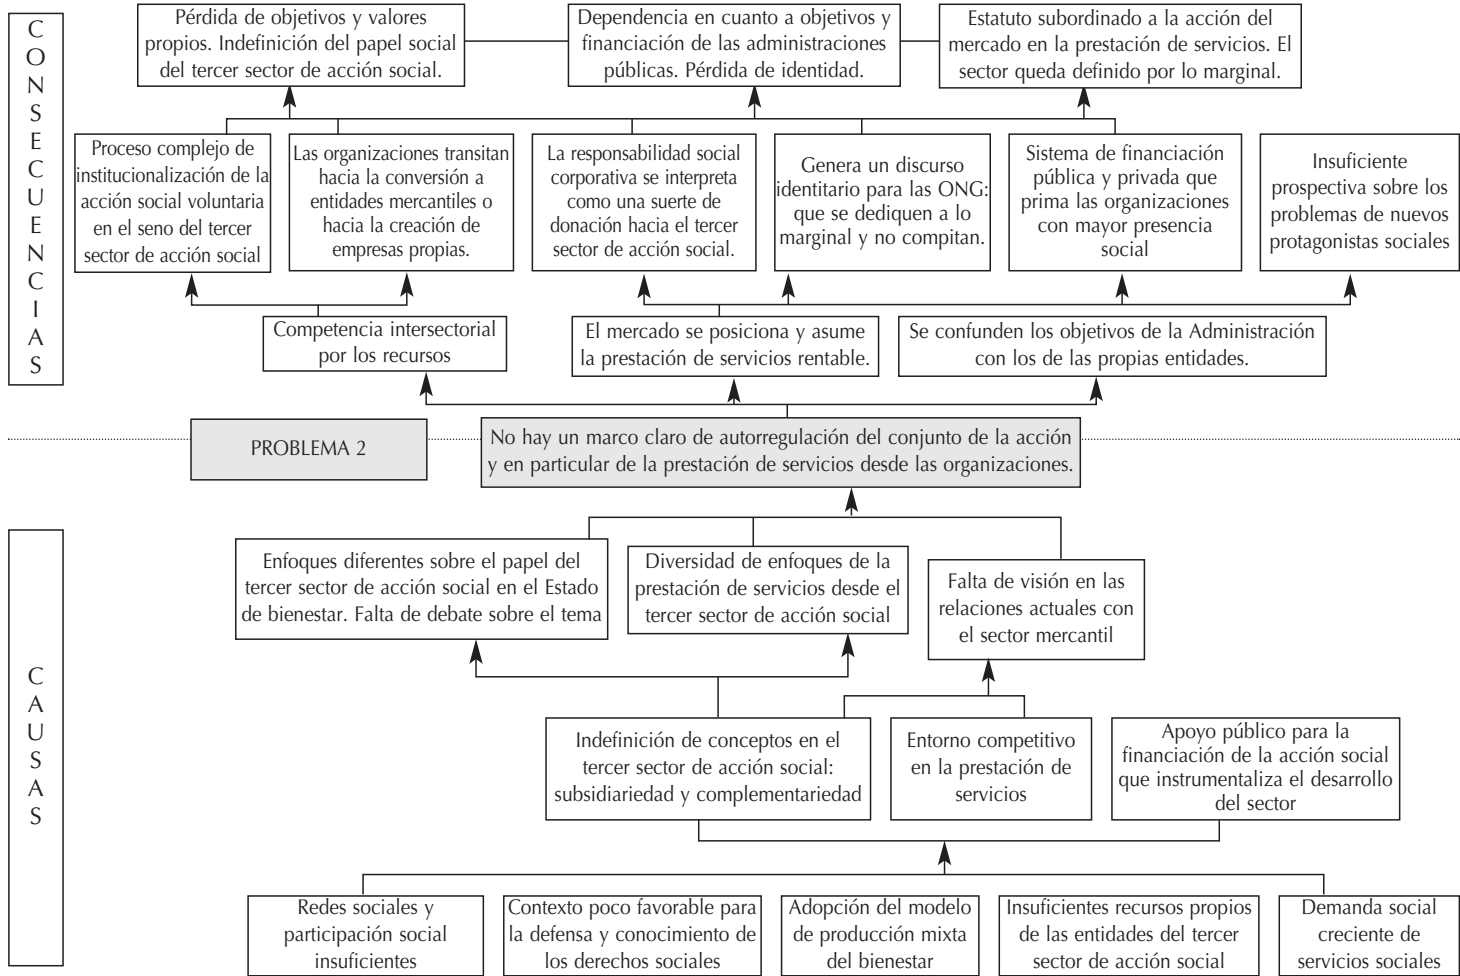 CONSECUENCIAS
Pérdida de objetivos y valores
propios. Indefinición del papel social
del tercer sector de acción social.
Dependencia en cuanto a objetivos y
financiación de las administraciones
públicas. Pérdida de identidad.
Estatuto subordinado a la acción del
mercado en la prestación de servicios. El
sector queda definido por lo marginal.
Proceso complejo de
institucionalización de la
acción social voluntaria
en el seno del tercer
sector de acción social
Las organizaciones transitan
hacia la conversión a
entidades mercantiles o
hacia la creación de
empresas propias.
La responsabilidad social
corporativa se interpreta
como una suerte de
donación hacia el tercer
sector de acción social.
Genera un discurso
identitario para las ONG:
que se dediquen a lo
marginal y no compitan.
Sistema de financiación
pública y privada que
prima las organizaciones
con mayor presencia
social
Insuficiente
prospectiva sobre los
problemas de nuevos
protagonistas sociales
Competencia intersectorial
por los recursos
El mercado se posiciona y asume
la prestación de servicios rentable.
Se confunden los objetivos de la Administración
con los de las propias entidades.
PROBLEMA 2
No hay un marco claro de autorregulación del conjunto de la acción
y en particular de la prestación de servicios desde las organizaciones.
CAUSAS
Enfoques diferentes sobre el papel del
tercer sector de acción social en el Estado
de bienestar. Falta de debate sobre el tema
Diversidad de enfoques de la
prestación de servicios desde el
tercer sector de acción social
Falta de visión en las
relaciones actuales con
el sector mercantil
Indefinición de conceptos en el
tercer sector de acción social:
subsidiariedad y complementariedad
Entorno competitivo
en la prestación de
servicios
Apoyo público para la
financiación de la acción social
que instrumentaliza el desarrollo
del sector
Redes sociales y
participación social
insuficientes
Contexto poco favorable para
la defensa y conocimiento de
los derechos sociales
Adopción del modelo
de producción mixta
del bienestar
Insuficientes recursos propios
de las entidades del tercer
sector de acción social
Demanda social
creciente de
servicios sociales